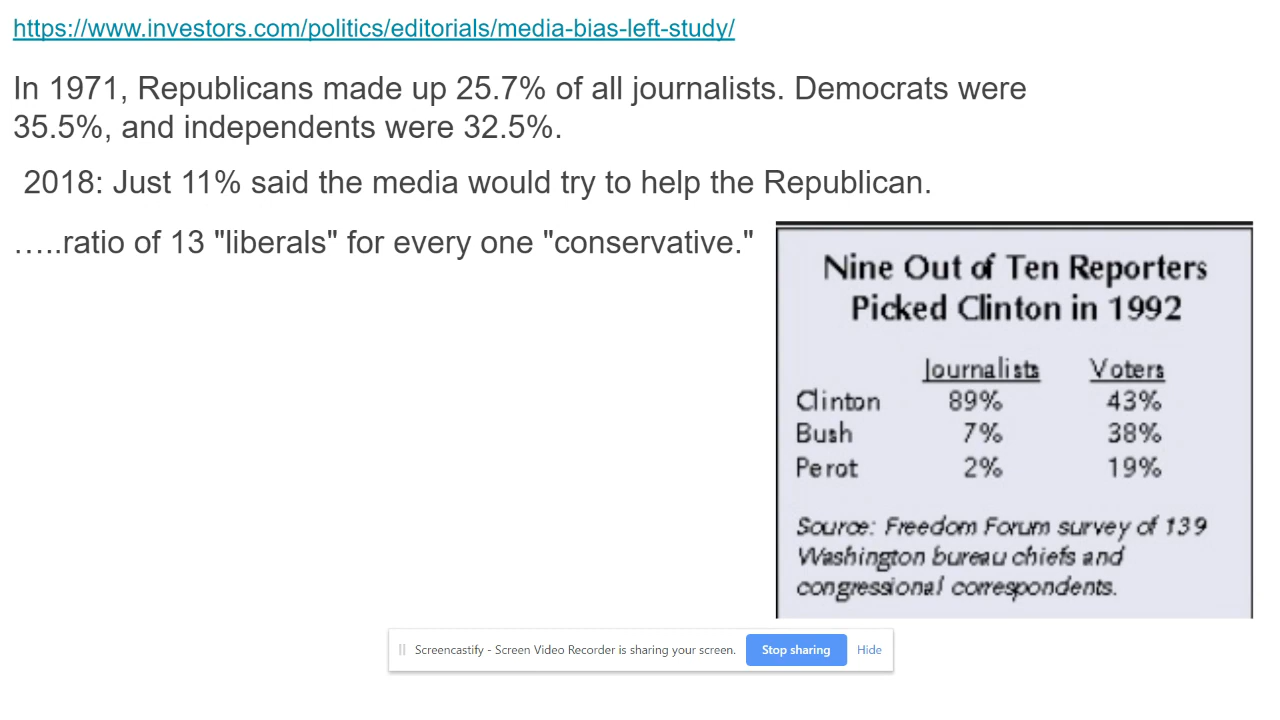 https://www.investors.com/politics/editorials/media-bias-left-study/
In 1971, Republicans made up 25.7% of all journalists. Democrats were
35.5%, and independents were 32.5%.
2018: Just 11% said the media would try to help the Republican.
…..ratio of 13 "liberals" for every one "conservative."
Nine Out of Ten Reporters
Picked Clinton in 1992
Journalists Voters
Clinton 89% 43%
Bush 7% 38%
Perot 2% 19%
Source: Freedom Forum survey of 139
Washington bureau chiefs and
congressional correspondents.
Screencastify - Screen Video Recorder is sharing your screen. Stop sharing Hide